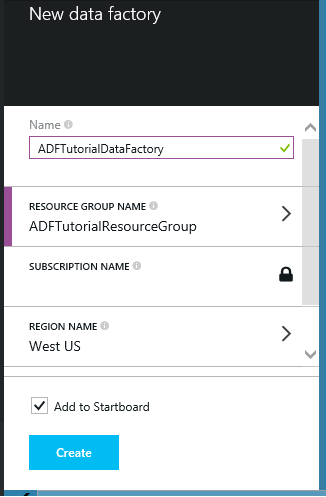 New data factory
Name
ADFTutorialDataFactory
RESOURCE GROUP NAME
ADFTutorialResourceGroup
SUBSCRIPTION NAME
REGION NAME
West US
Add to Startboard
Create